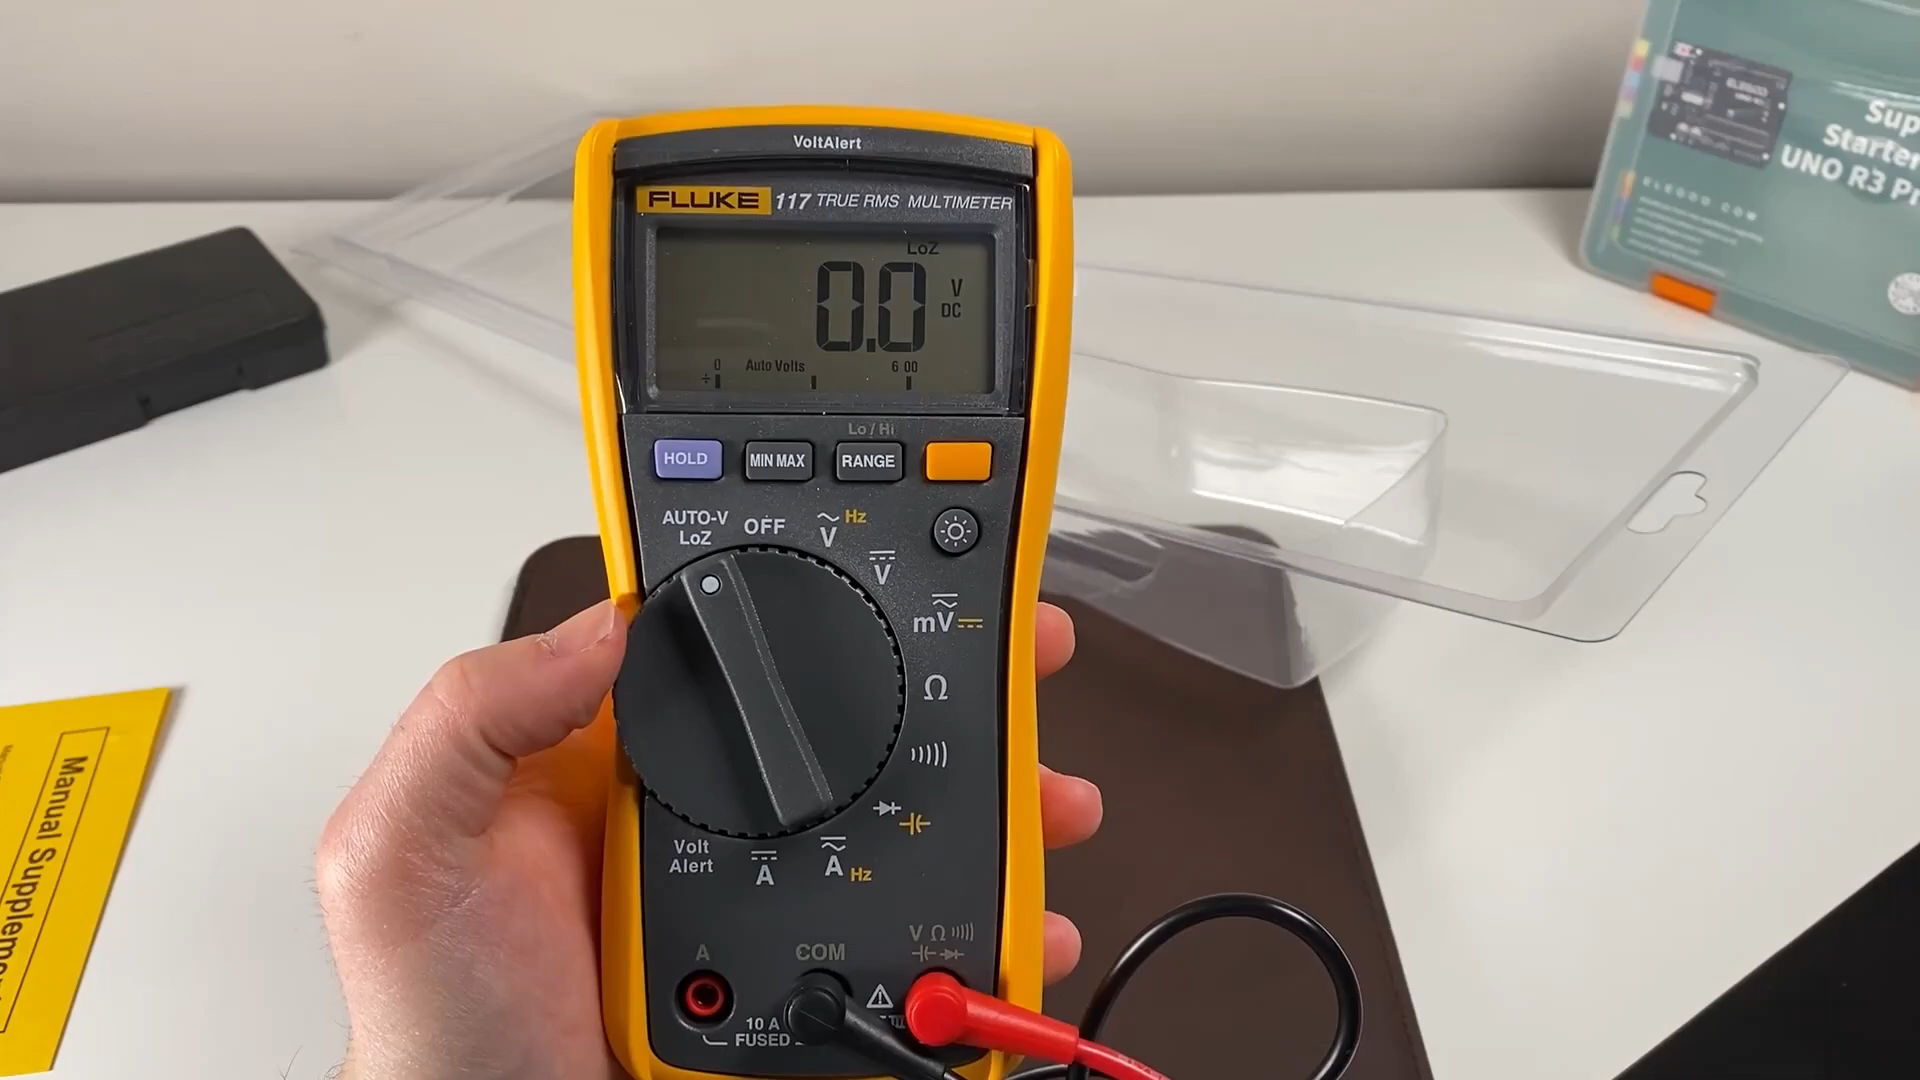 VoltAlert
FLUKE 117 TRUE RMS MULTIMETER
LoZ
0.0 V
DC
0 Auto Volts 6 00
Lo / Hi
HOLD MIN MAX RANGE
AUTO-V
LoZ
OFF
V Hz
V
mV
Ω
Volt
Alert
A
A Hz
A COM V Ω
10 A
FUSED
Manual
Sup
Starter
UNO R3 Pr
ELEGOO.COM